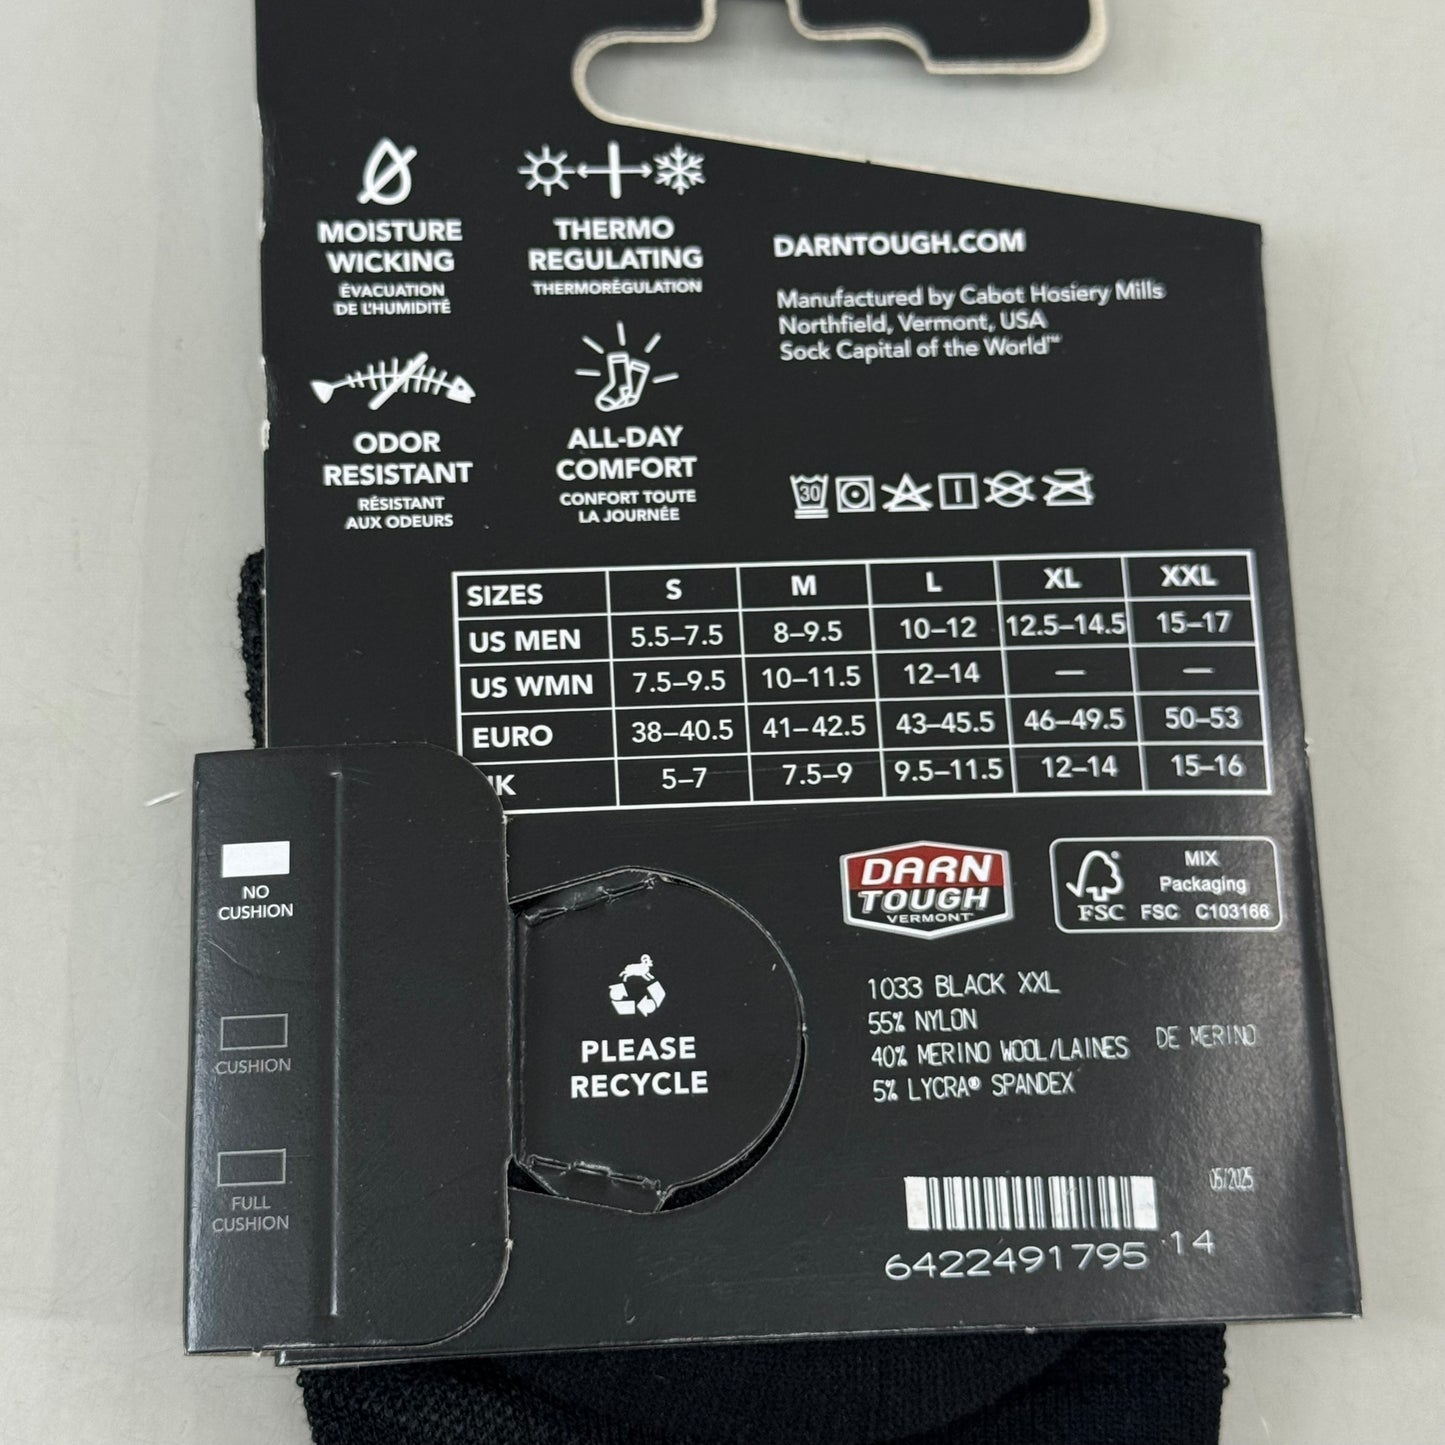 MOISTURE
WICKING
ÉVACUATION
DE L'HUMIDITÉ
THERMO
REGULATING
THERMORÉGULATION
ODOR
RESISTANT
RÉSISTANT
AUX ODEURS
ALL-DAY
COMFORT
CONFORT TOUTE
LA JOURNÉE
DARNTOUGH.COM
Manufactured by Cabot Hosiery Mills
Northfield, Vermont, USA
Sock Capital of the World™
30
SIZES S M L XL XXL
US MEN 5.5–7.5 8–9.5 10–12 12.5–14.5 15–17
US WMN 7.5–9.5 10–11.5 12–14 — —
EURO 38–40.5 41–42.5 43–45.5 46–49.5 50–53
K 5–7 7.5–9 9.5–11.5 12–14 15–16
NO
CUSHION
CUSHION
FULL
CUSHION
PLEASE
RECYCLE
DARN
TOUGH
VERMONT
FSC
MIX
Packaging
FSC C103166
1033 BLACK XXL
55% NYLON
40% MERINO WOOL/LAINES DE MERINO
5% LYCRA® SPANDEX
05/2025
6422491795 14